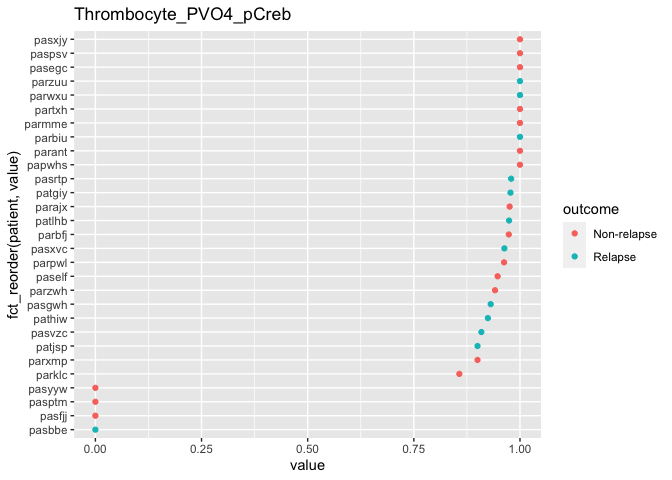 Thrombocyte_PVO4_pCreb
fct_reorder(patient, value)
pasxjy
paspsv
pasegc
parzuu
parwxu
partxh
parmme
parbiu
parant
papwhs
pasrtp
patgiy
parajx
patlhb
parbfj
pasxvc
parpwl
paself
parzwh
pasgwh
pathiw
pasvzc
patjsp
parxmp
parklc
pasyyw
pasptm
pasfjj
pasbbe
0.00 0.25 0.50 0.75 1.00
value
outcome
Non-relapse
Relapse